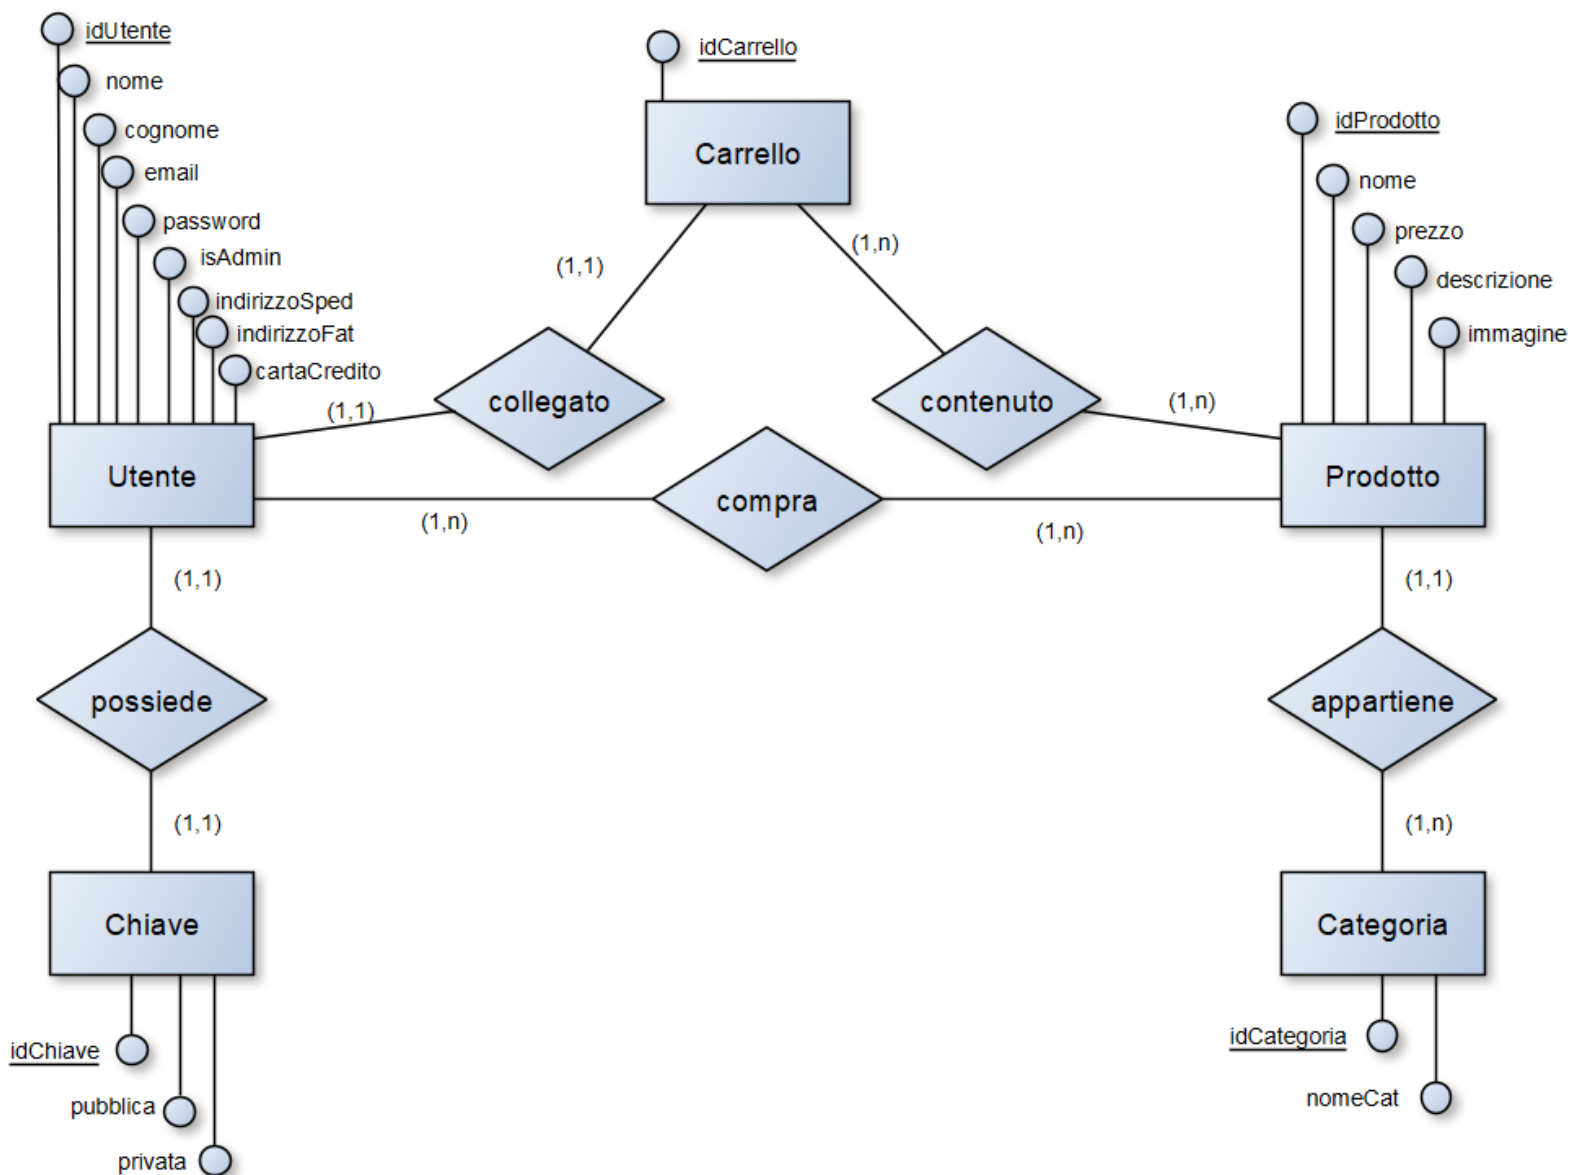 idUtente
nome
cognome
email
password
isAdmin
indirizzoSped
indirizzoFat
cartaCredito
Utente
idCarrello
Carrello
(1,1)
(1,n)
collegato
contenuto
(1,1)
(1,n)
idProdotto
nome
prezzo
descrizione
immagine
Prodotto
compra
(1,n)
(1,n)
(1,1)
possiede
(1,1)
Chiave
idChiave
pubblica
privata
(1,1)
appartiene
(1,n)
Categoria
idCategoria
nomeCat